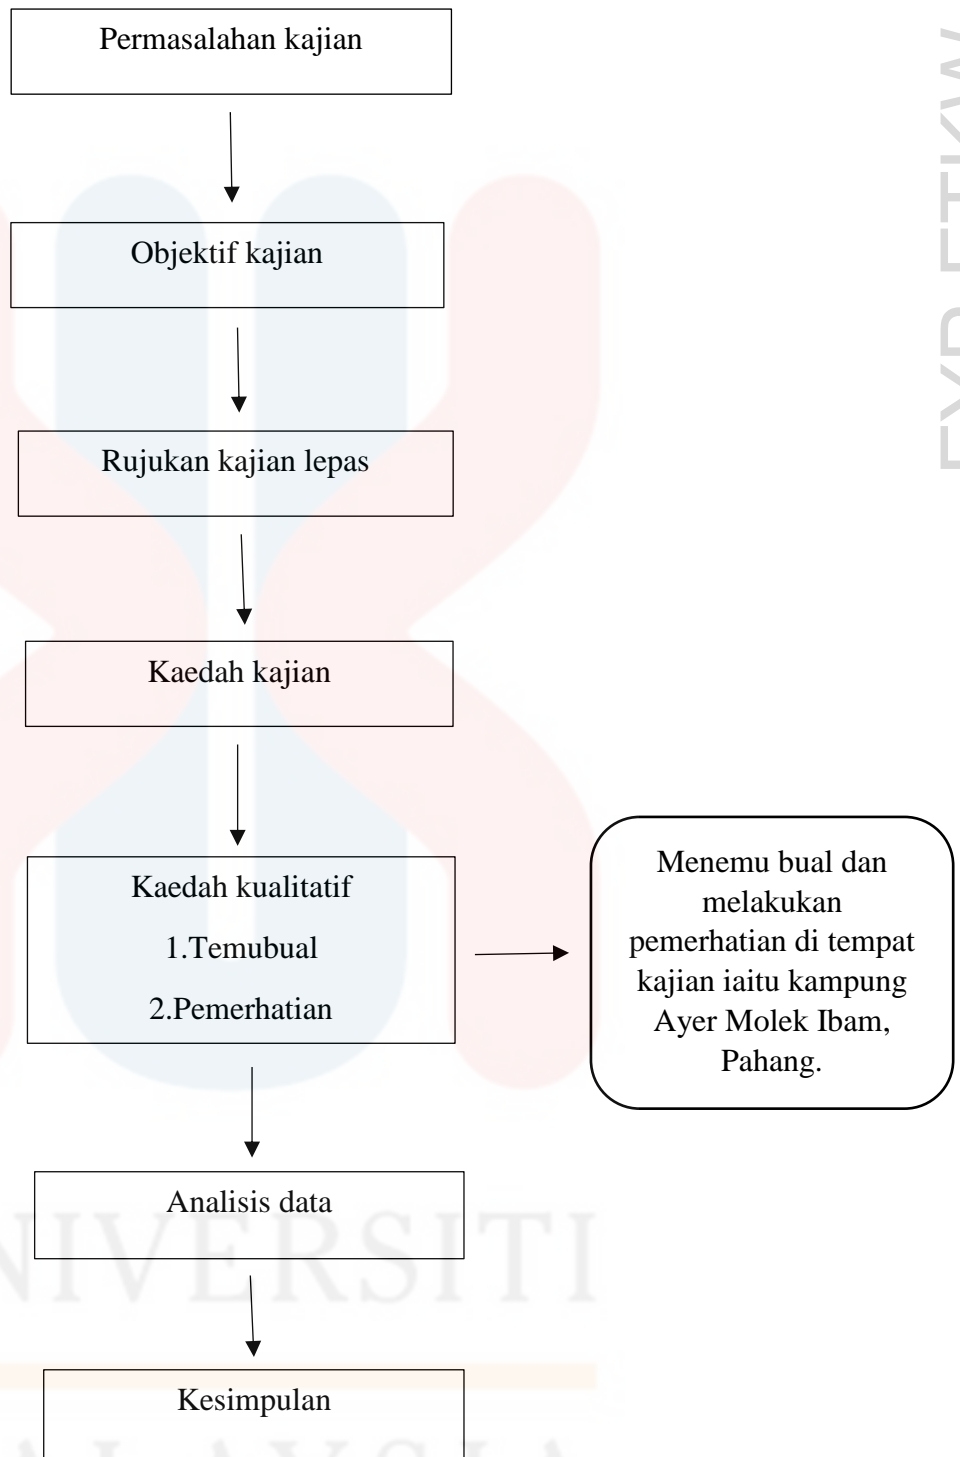 Permasalahan kajian
Objektif kajian
Rujukan kajian lepas
Kaedah kajian
Kaedah kualitatif
1.Temubual
2.Pemerhatian
Menemu bual dan
melakukan
pemerhatian di tempat
kajian iaitu kampung
Ayer Molek Ibam,
Pahang.
Analisis data
Kesimpulan